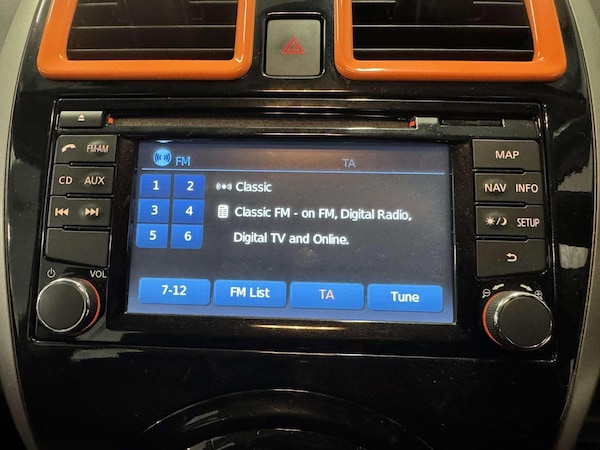 FM
TA
FM-AM
MAP
CD
AUX
NAV
INFO
SETUP
VOL
1
2
3
4
5
6
Classic
Classic FM - on FM, Digital Radio,
Digital TV and Online.
7-12
FM List
TA
Tune